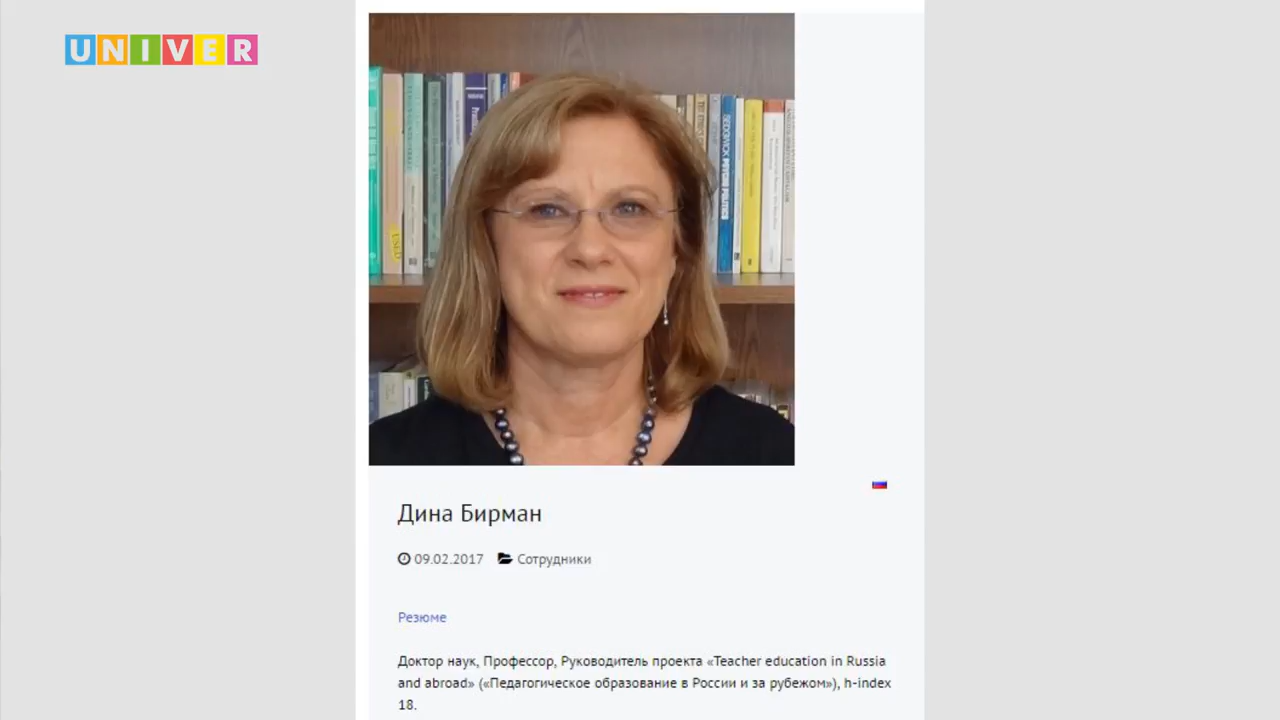 UNIVER
USED
Дина Бирман
09.02.2017 Сотрудники
Резюме
Доктор наук, Профессор, Руководитель проекта «Teacher education in Russia
and abroad» («Педагогическое образование в России и за рубежом»), h-index
18.